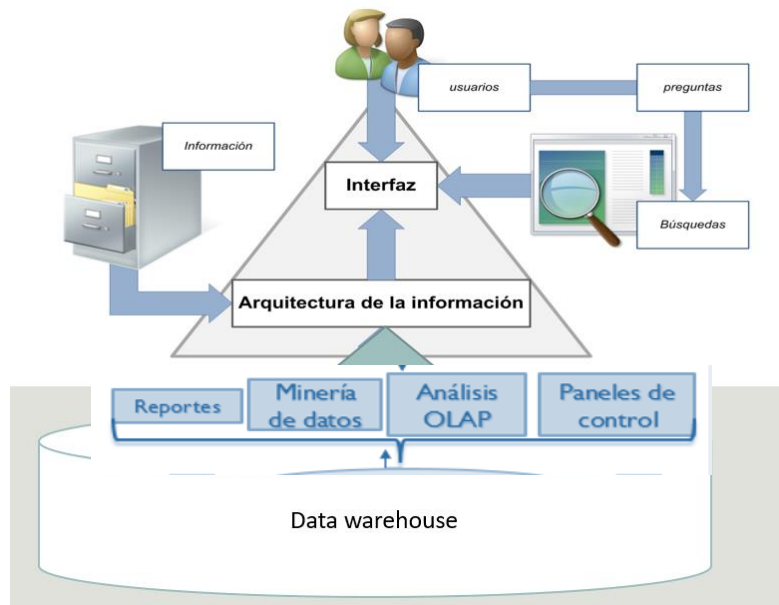 usuarios
preguntas
Información
Interfaz
Búsquedas
Arquitectura de la información
Reportes
Minería
de datos
Análisis
OLAP
Paneles de
control
Data warehouse